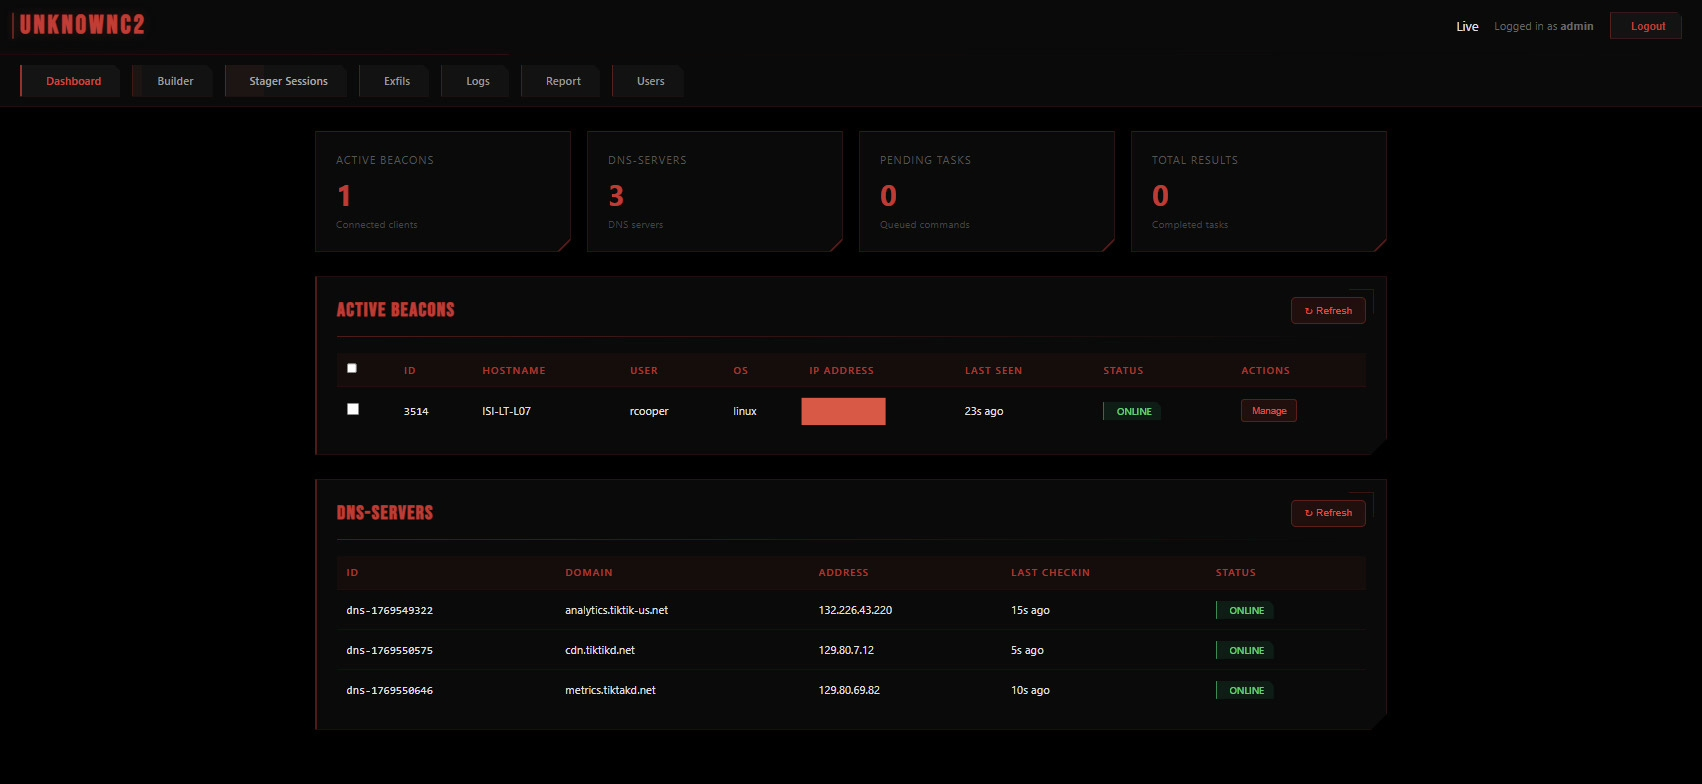 UNKNOWNC2
Live Logged in as admin Logout
Dashboard Builder Stager Sessions Exfils Logs Report Users
ACTIVE BEACONS DNS-SERVERS PENDING TASKS TOTAL RESULTS
1 3 0 0
Connected clients DNS servers Queued commands Completed tasks
ACTIVE BEACONS
↻ Refresh
ID HOSTNAME USER OS IP ADDRESS LAST SEEN STATUS ACTIONS
3514 ISI-LT-L07 rcooper linux 23s ago ONLINE Manage
DNS-SERVERS
↻ Refresh
ID DOMAIN ADDRESS LAST CHECKIN STATUS
dns-1769549322 analytics.tiktik-us.net 132.226.43.220 15s ago ONLINE
dns-1769550575 cdn.tiktikd.net 129.80.7.12 5s ago ONLINE
dns-1769550646 metrics.tiktakd.net 129.80.69.82 10s ago ONLINE